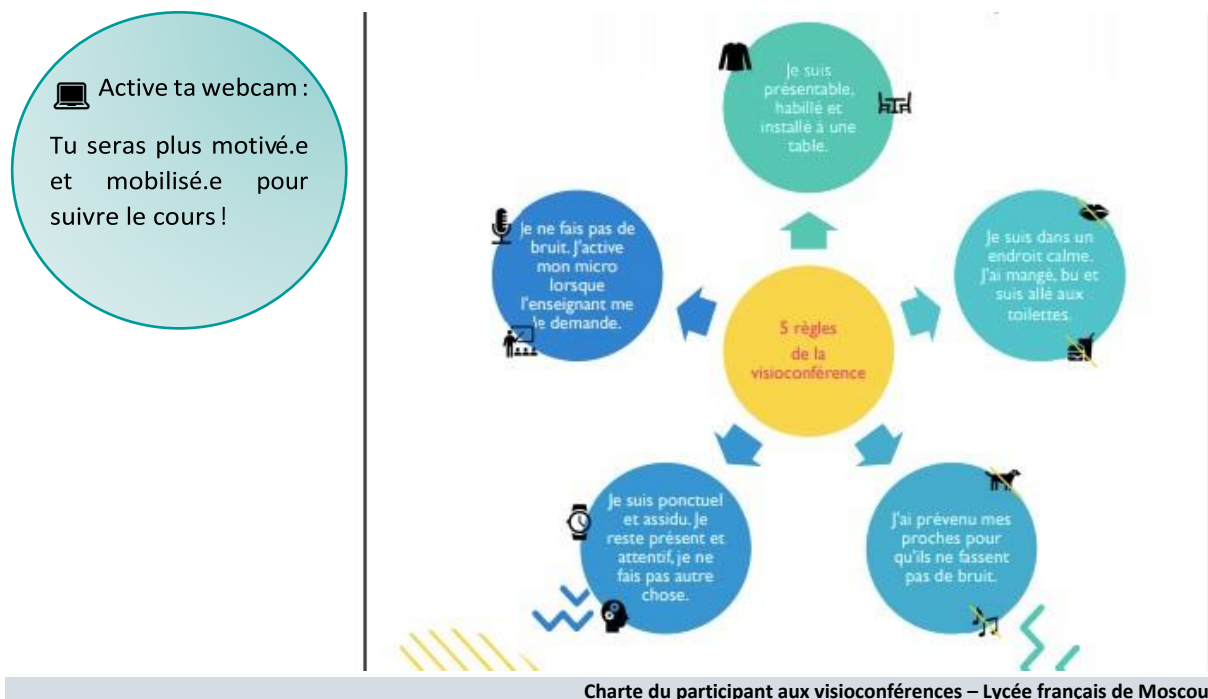 Active ta webcam :
Tu seras plus motivé.e
et mobilisé.e pour
suivre le cours !
Je suis
présentable,
habillé et
installé à une
table.
Je ne fais pas de
bruit. J'active
mon micro
lorsque
l'enseignant me
le demande.
Je suis dans un
endroit calme.
J'ai mangé, bu et
suis allé aux
toilettes.
5 règles
de la
visioconférence
Je suis ponctuel
et assidu. Je
reste présent et
attentif, je ne
fais pas autre
chose.
J'ai prévenu mes
proches pour
qu'ils ne fassent
pas de bruit.
Charte du participant aux visioconférences – Lycée français de Moscou